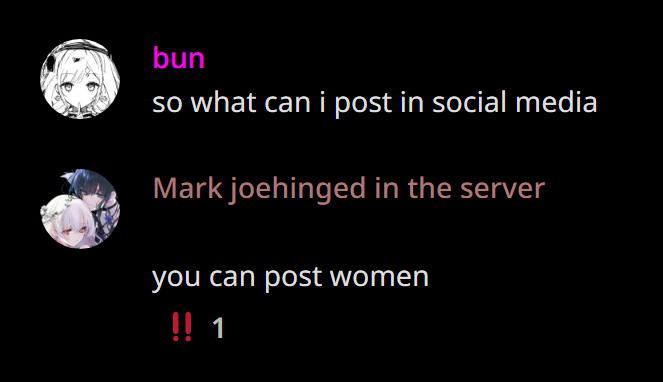 bun
so what can i post in social media
Mark joehinged in the server
you can post women
‼ 1